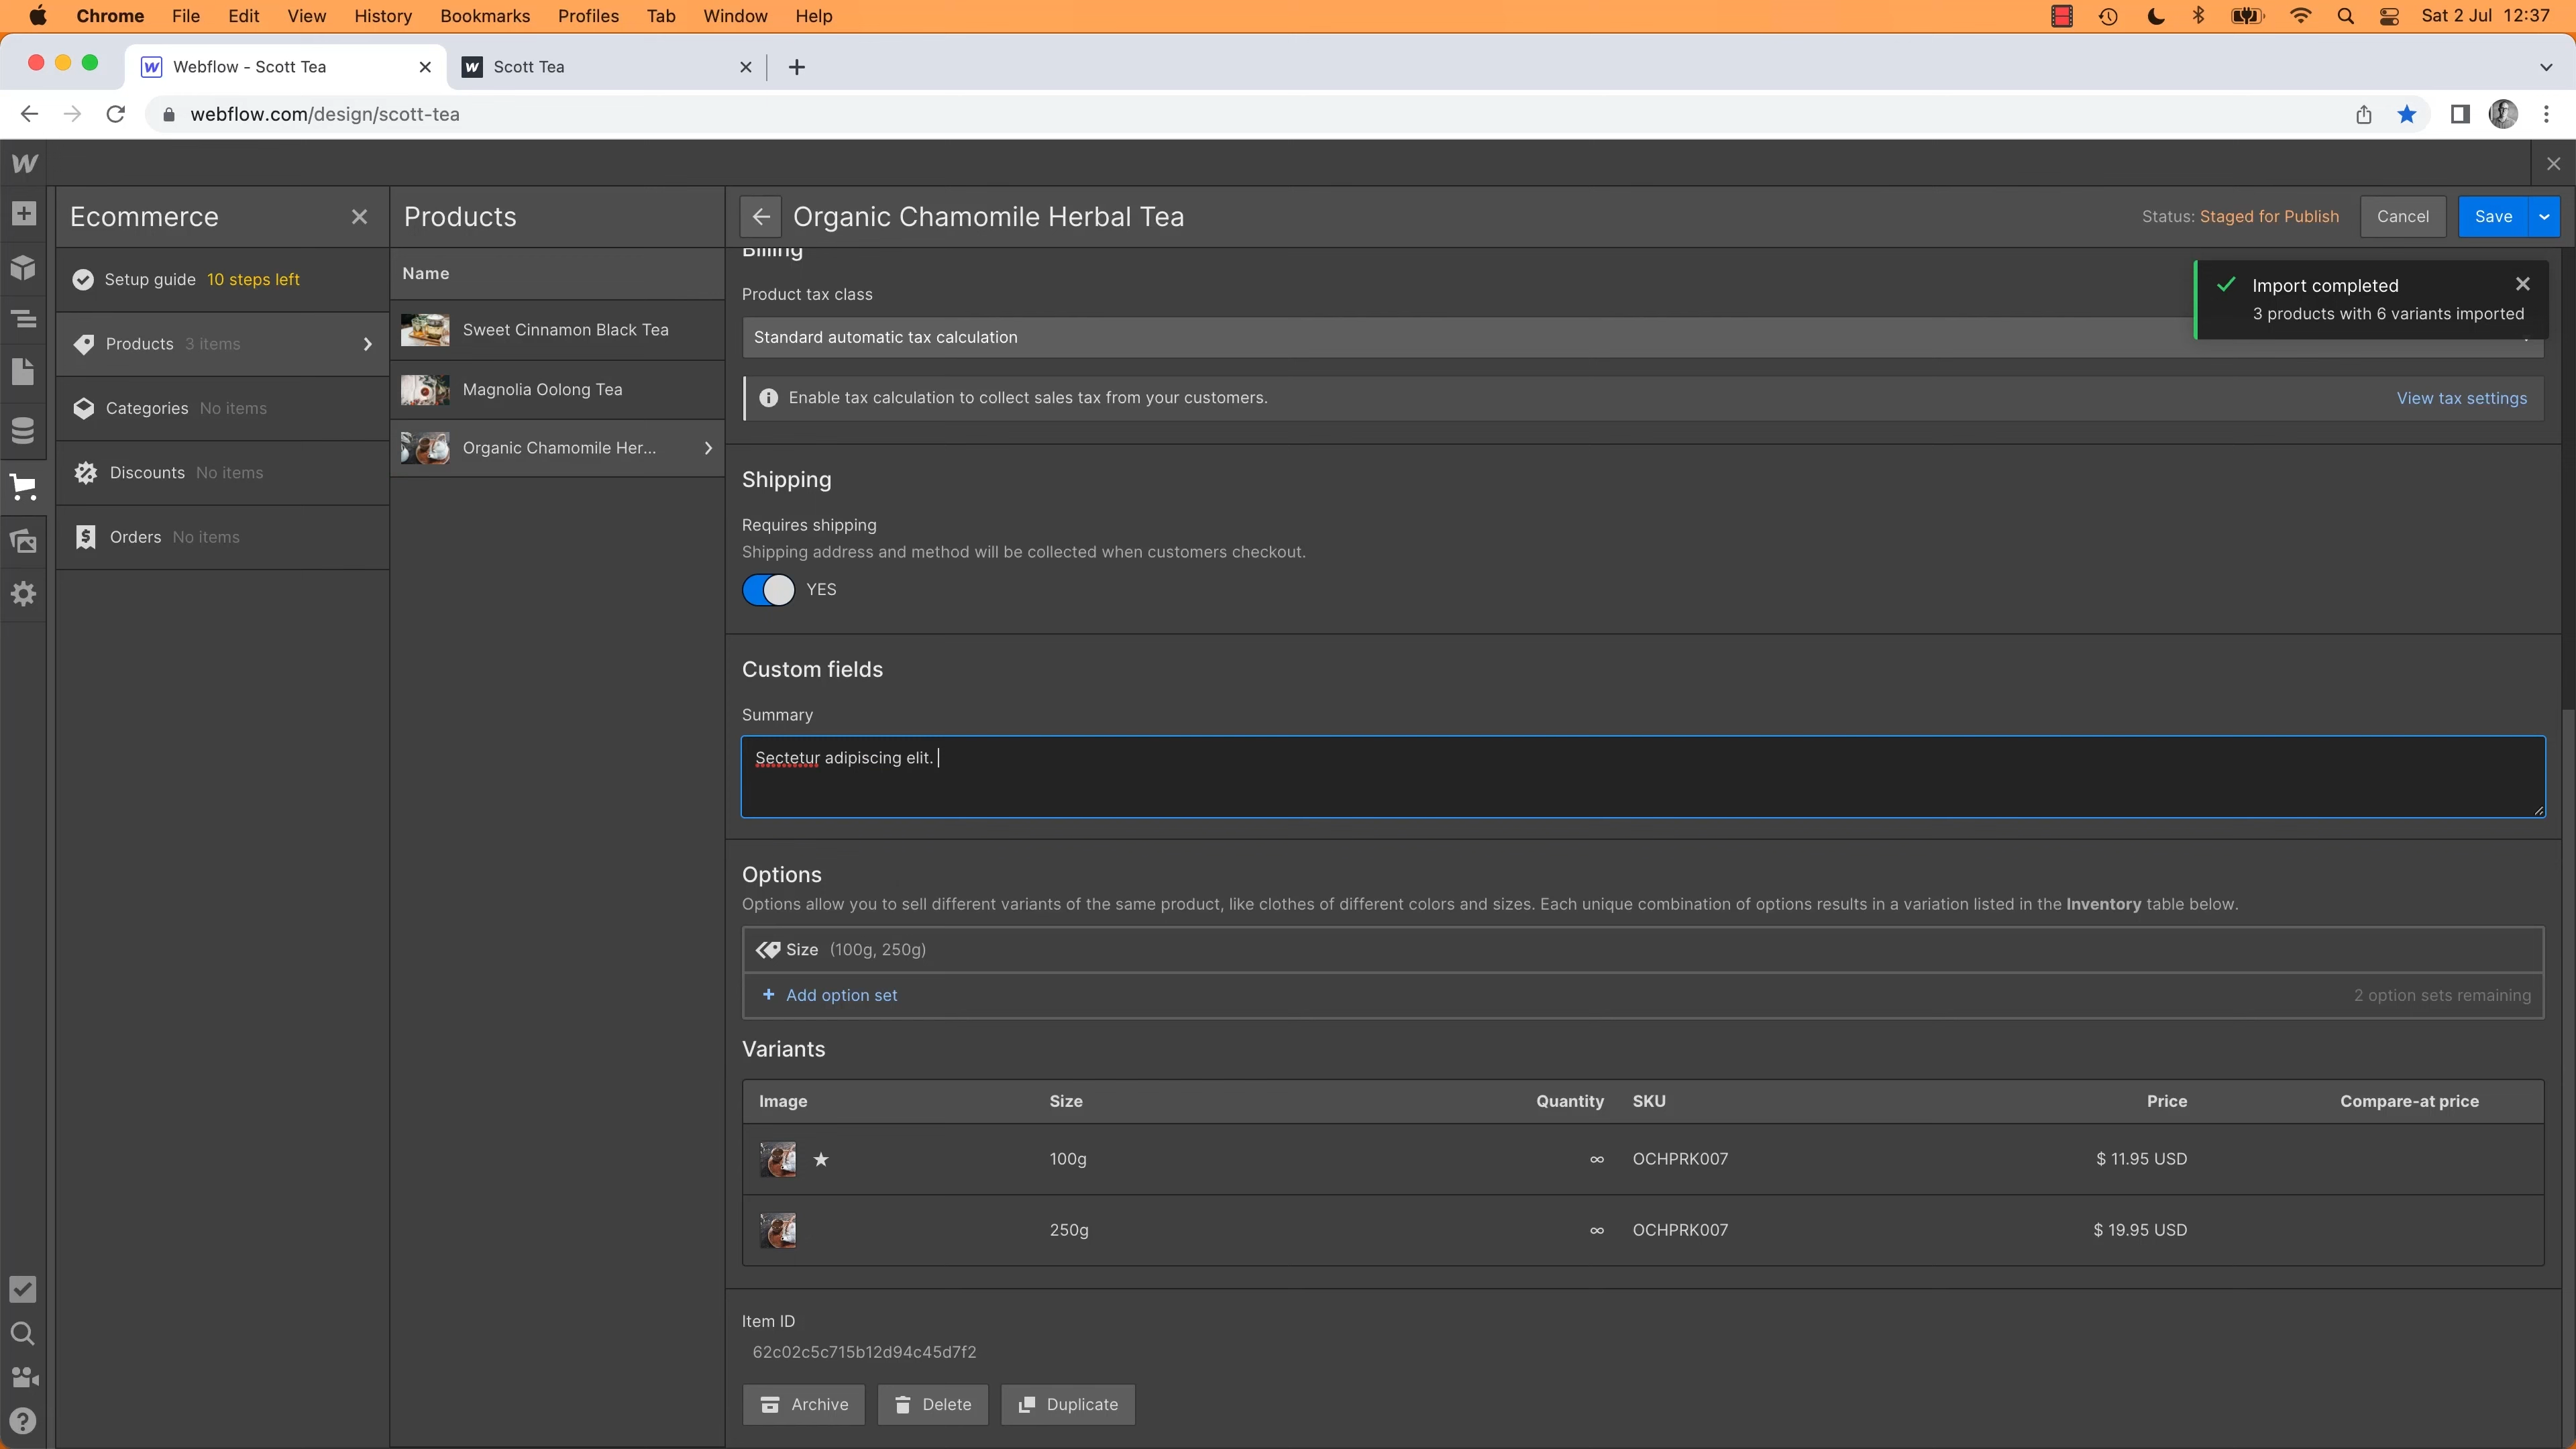 Chrome File Edit View History Bookmarks Profiles Tab Window Help Sat 2 Jul 12:37
Webflow - Scott Tea
Scott Tea
webflow.com/design/scott-tea
Ecommerce
Setup guide 10 steps left
Products 3 items
Categories No items
Discounts No items
Orders No items
Products
Name
Sweet Cinnamon Black Tea
Magnolia Oolong Tea
Organic Chamomile Her...
Organic Chamomile Herbal Tea
Status: Staged for Publish
Cancel
Save
Import completed
3 products with 6 variants imported
Billing
Product tax class
Standard automatic tax calculation
Enable tax calculation to collect sales tax from your customers. View tax settings
Shipping
Requires shipping
Shipping address and method will be collected when customers checkout.
YES
Custom fields
Summary
Sectetur adipiscing elit.
Options
Options allow you to sell different variants of the same product, like clothes of different colors and sizes. Each unique combination of options results in a variation listed in the Inventory table below.
Size (100g, 250g)
+ Add option set 2 option sets remaining
Variants
Image Size Quantity SKU Price Compare-at price
100g ∞ OCHPRK007 $ 11.95 USD
250g ∞ OCHPRK007 $ 19.95 USD
Item ID
62c02c5c715b12d94c45d7f2
Archive Delete Duplicate